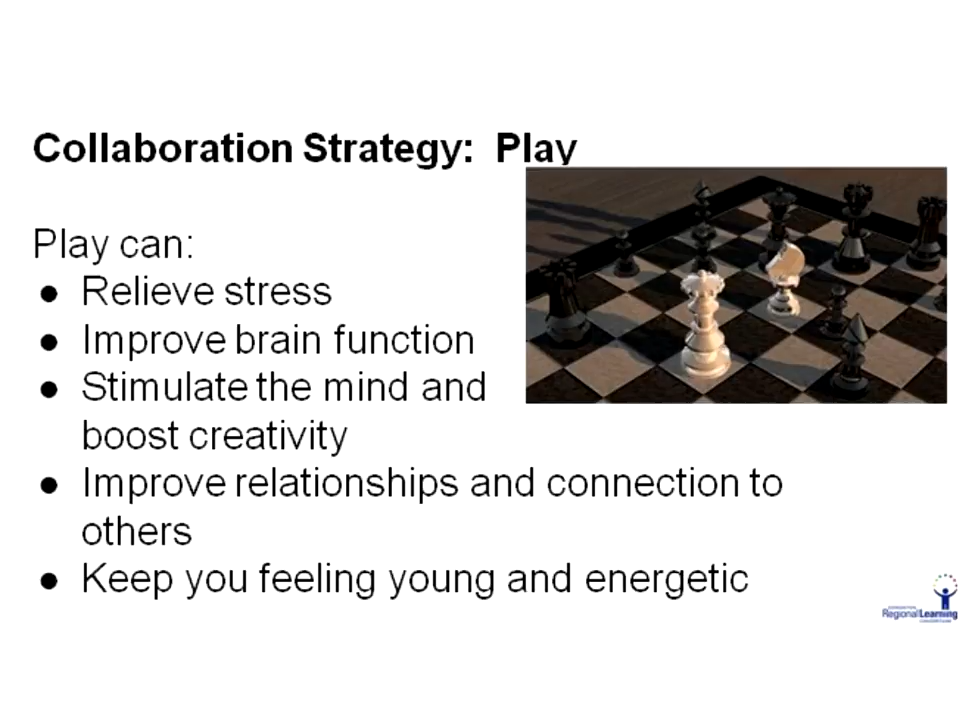 Collaboration Strategy: Play
Play can:
● Relieve stress
● Improve brain function
● Stimulate the mind and
boost creativity
● Improve relationships and connection to
others
● Keep you feeling young and energetic
Regional Learning